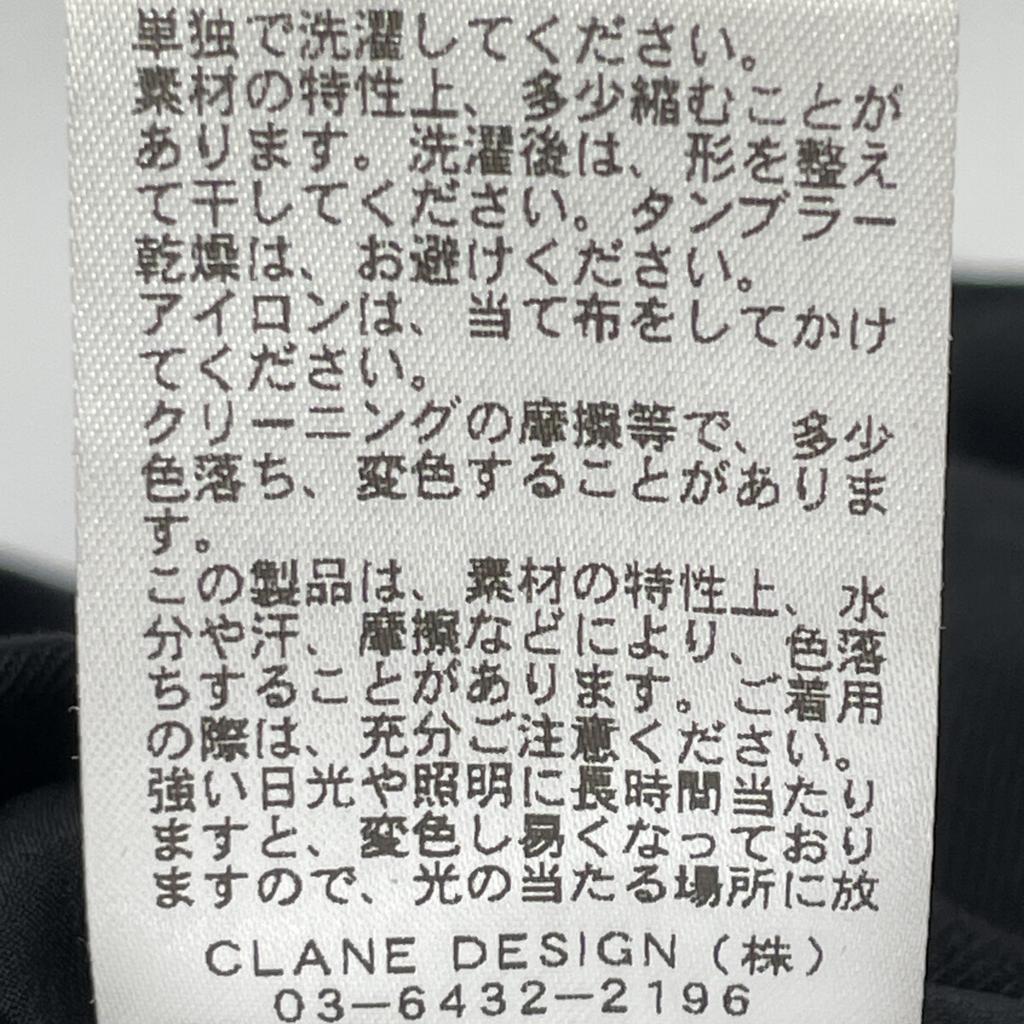 単独で洗濯してください。
素材の特性上、多少縮むことが
あります。洗濯後は、形を整え
て干してください。タンブラー
乾燥は、お避けください。
アイロンは、当て布をしてかけ
てください。
クリーニングの摩擦等で、多少
色落ち、変色することがありま
す。
この製品は、素材の特性上、水
分や汗、摩擦などにより、色落
ちすることがあります。ご着用
の際は、充分ご注意ください。
強い日光や照明に長時間当たり
ますと、変色し易くなっており
ますので、光の当たる場所に放
CLANE DESIGN（株）
03-6432-2196